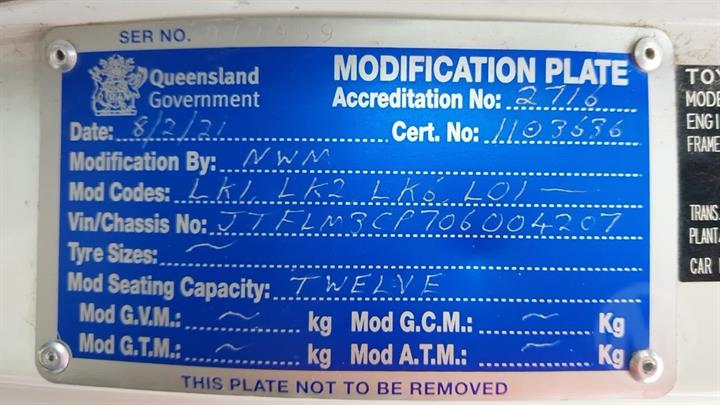 SER NO.
Queensland Government
MODIFICATION PLATE
Accreditation No: 2716
Date: 8/2/21 Cert. No: 1103636
Modification By: NWM
Mod Codes: LK1, LK2 LK6, LO1 —
Vin/Chassis No: JTFLM3CP706004207
Tyre Sizes: ~
Mod Seating Capacity: TWELVE
Mod G.V.M.: ~ kg Mod G.C.M.: ~ Kg
Mod G.T.M.: ~ kg Mod A.T.M.: ~ Kg
THIS PLATE NOT TO BE REMOVED
TOY
MODE
ENGI
FRAME
TRANS.
PLANT/
CAR